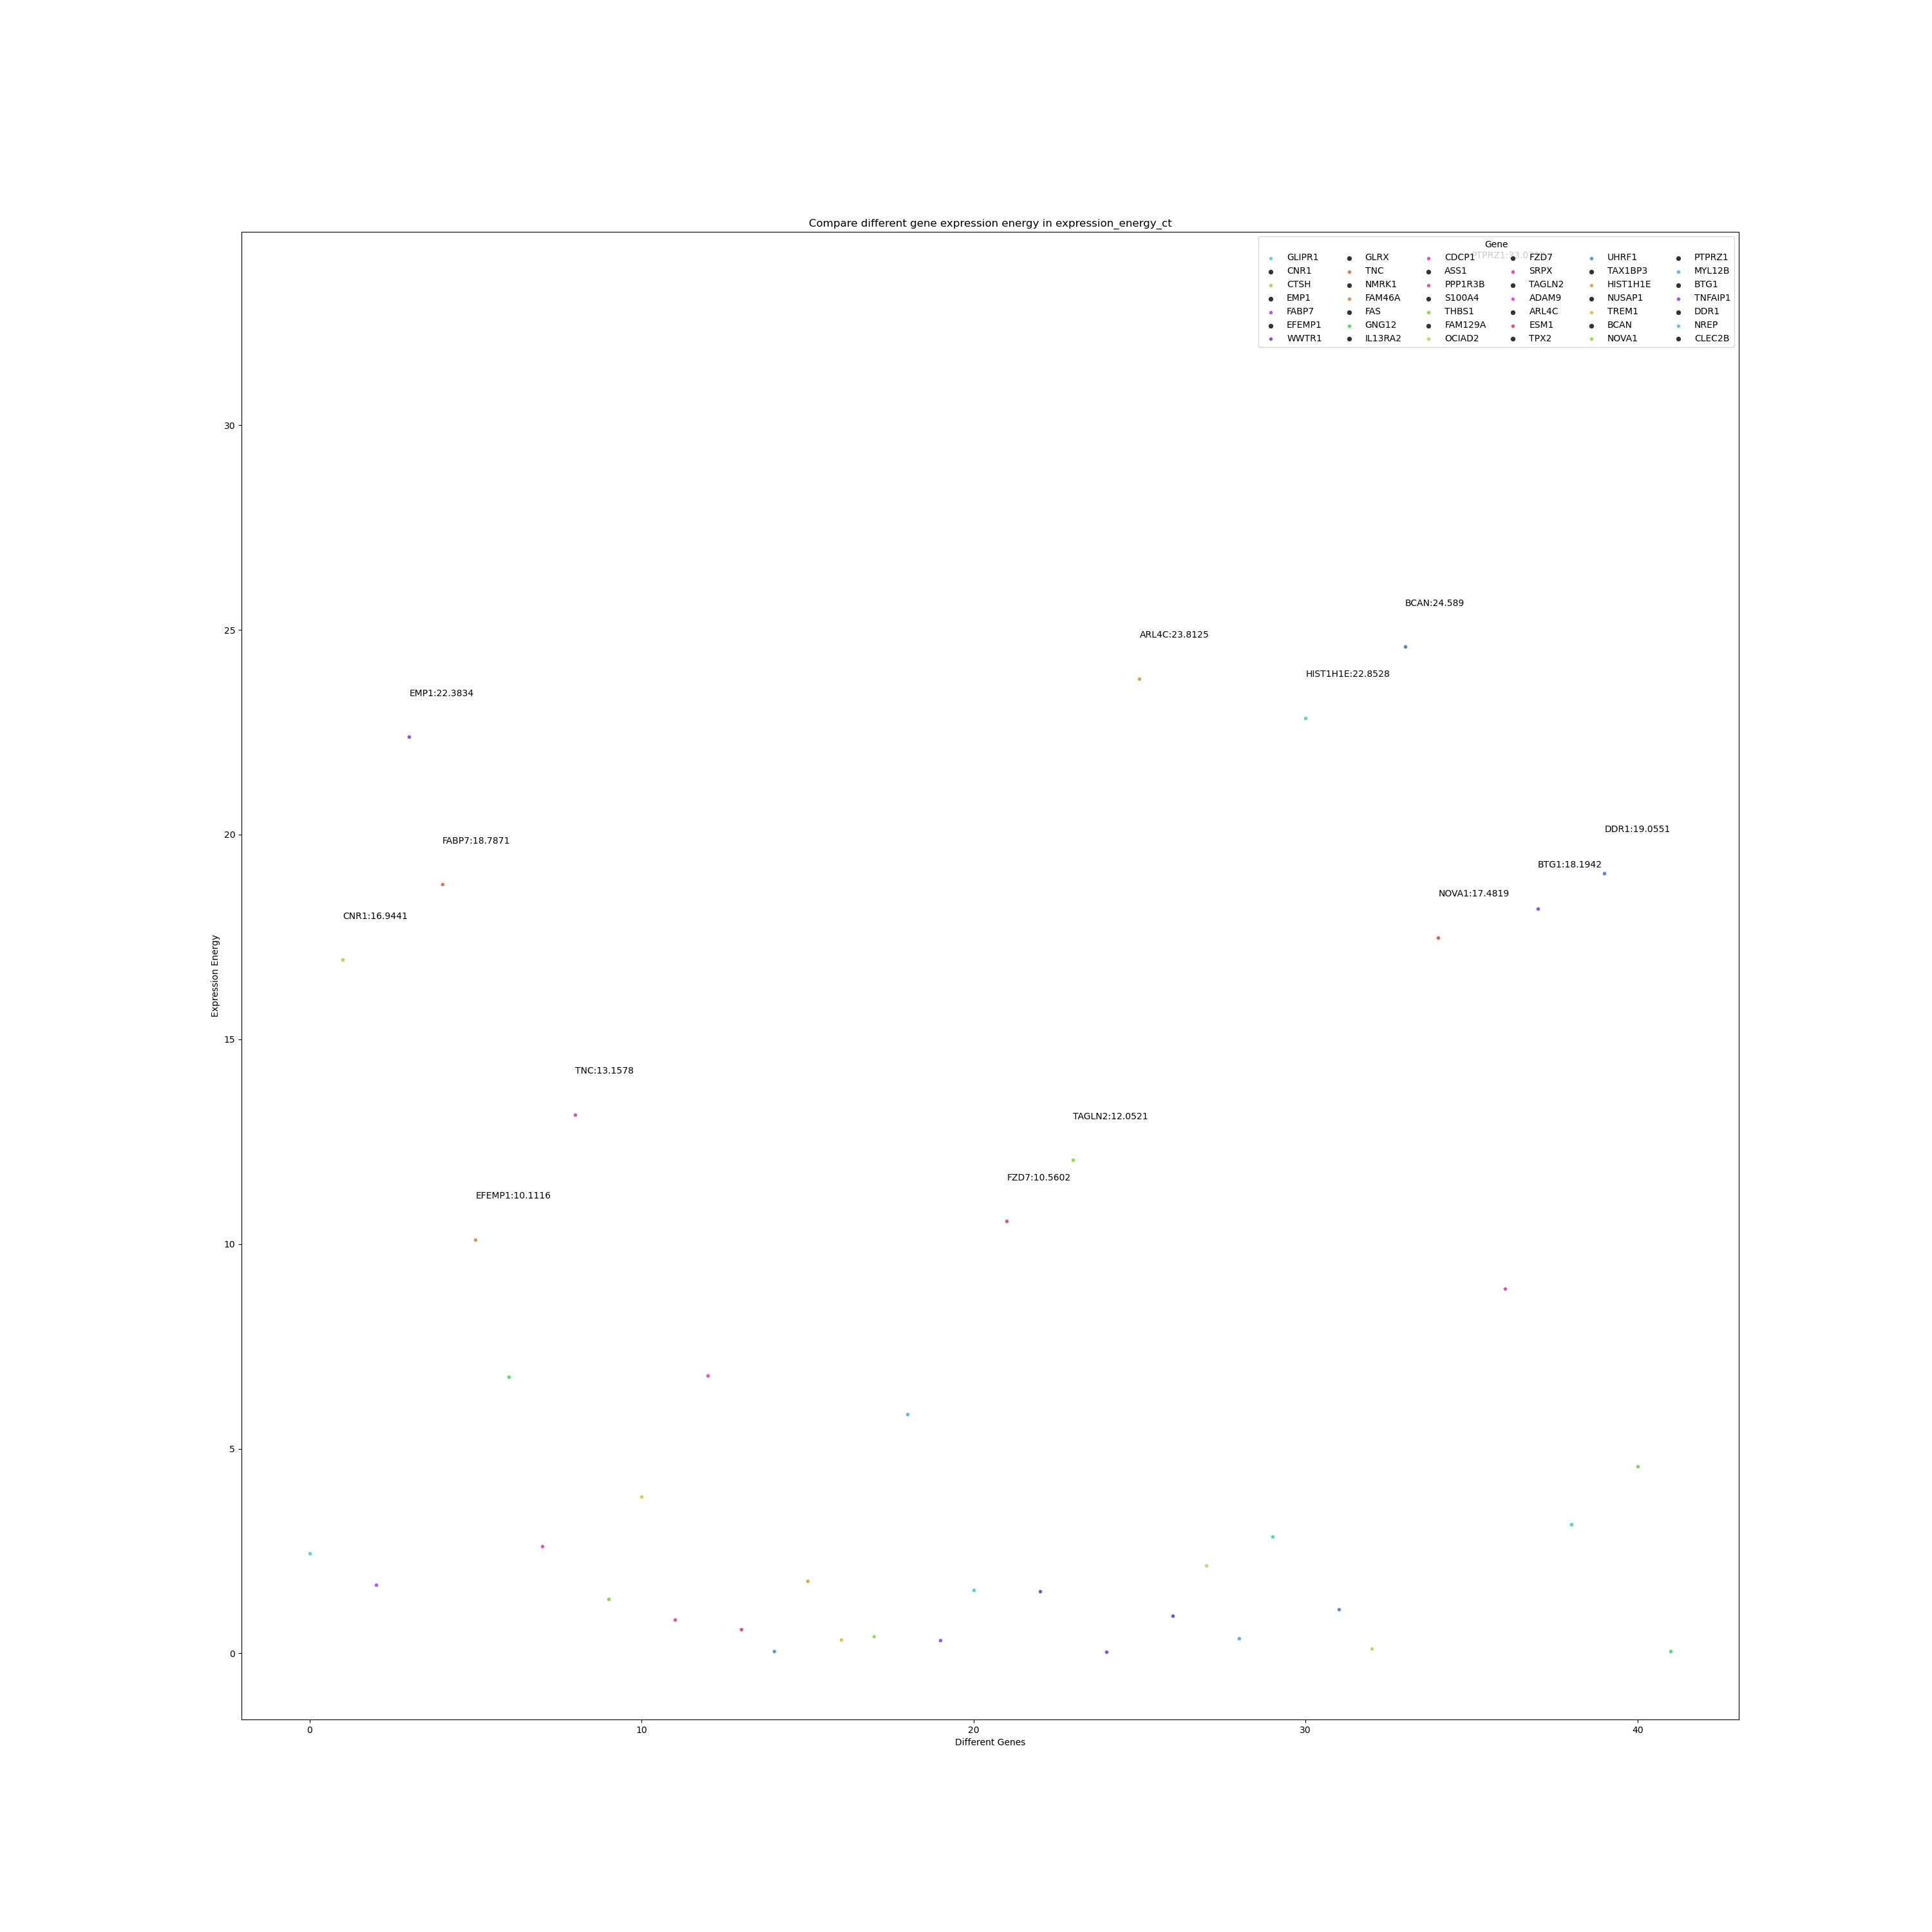 Compare different gene expression energy in expression_energy_ct
Gene
GLIPR1 GLRX CDCP1 FZD7 UHRF1 PTPRZ1
CNR1 TNC ASS1 SRPX TAX1BP3 MYL12B
CTSH NMRK1 PPP1R3B TAGLN2 HIST1H1E BTG1
EMP1 FAM46A S100A4 ADAM9 NUSAP1 TNFAIP1
FABP7 FAS THBS1 ARL4C TREM1 DDR1
EFEMP1 GNG12 FAM129A ESM1 BCAN NREP
WWTR1 IL13RA2 OCIAD2 TPX2 NOVA1 CLEC2B
30
BCAN:24.589
25
ARL4C:23.8125
HIST1H1E:22.8528
EMP1:22.3834
20
DDR1:19.0551
FABP7:18.7871
BTG1:18.1942
NOVA1:17.4819
CNR1:16.9441
Expression Energy
15
TNC:13.1578
TAGLN2:12.0521
FZD7:10.5602
EFEMP1:10.1116
10
5
0
0 10 20 30 40
Different Genes